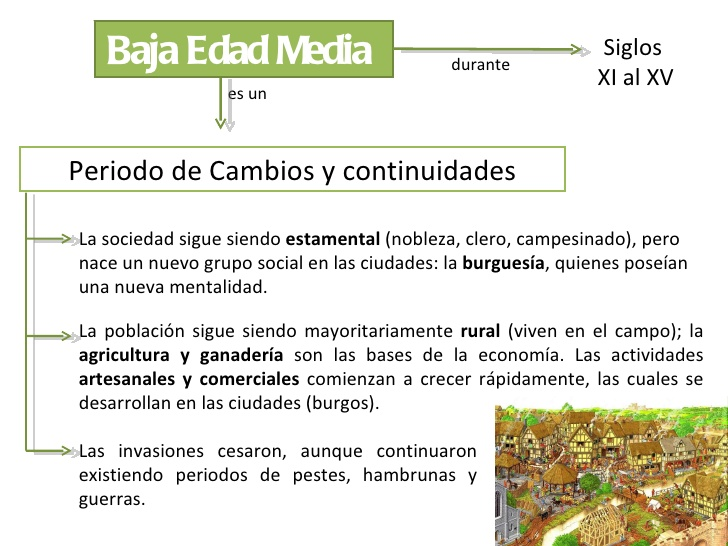 Baja Edad Media
durante
Siglos
XI al XV
es un
Periodo de Cambios y continuidades
La sociedad sigue siendo estamental (nobleza, clero, campesinado), pero
nace un nuevo grupo social en las ciudades: la burguesía, quienes poseían
una nueva mentalidad.
La población sigue siendo mayoritariamente rural (viven en el campo); la
agricultura y ganadería son las bases de la economía. Las actividades
artesanales y comerciales comienzan a crecer rápidamente, las cuales se
desarrollan en las ciudades (burgos).
Las invasiones cesaron, aunque continuaron
existiendo periodos de pestes, hambrunas y
guerras.